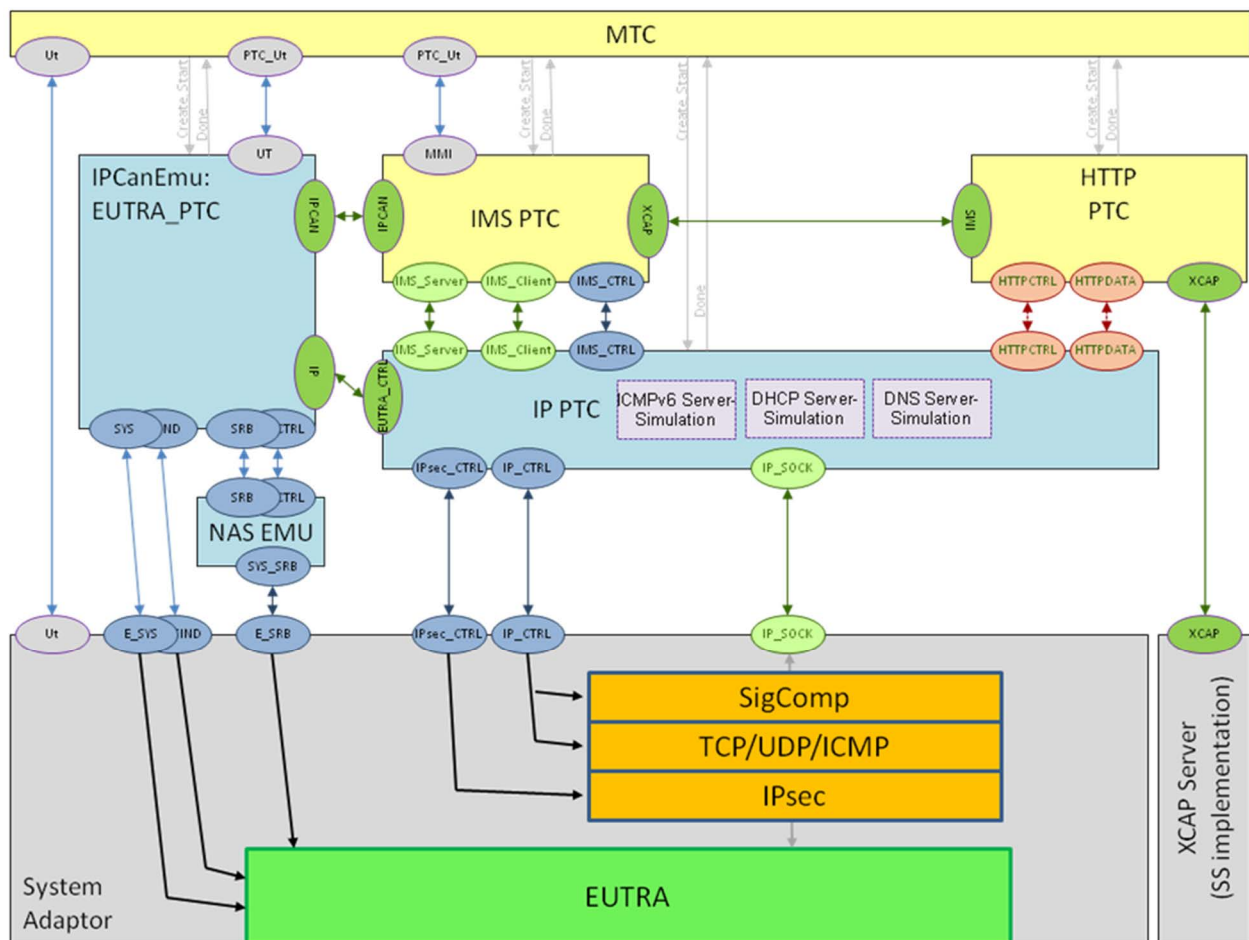 MTC
Ut
PTC_Ut
PTC_Ut
Create, Start
Done
Create, Start
Done
Create, Start
Done
Create, Start
Done
UT
MMI
IPCanEmu:
EUTRA_PTC
IPCAN
IPCAN
IMS PTC
XCAP
SMI
HTTP
PTC
IMS_Server
IMS_Client
IMS_CTRL
HTTPCTRL
HTTPDATA
XCAP
IMS_Server
IMS_Client
IMS_CTRL
HTTPCTRL
HTTPDATA
IP
EUTRA_CTRL
IP PTC
ICMPv6 Server-
Simulation
DHCP Server-
Simulation
DNS Server-
Simulation
SYS
IND
SRB
CTRL
IPsec_CTRL
IP_CTRL
IP_SOCK
SRB
CTRL
NAS EMU
SYS_SRB
Ut
E_SYS
IND
E_SRB
IPsec_CTRL
IP_CTRL
IP_SOCK
XCAP
SigComp
TCP/UDP/ICMP
IPsec
XCAP Server
(SS implementation)
EUTRA
System
Adaptor